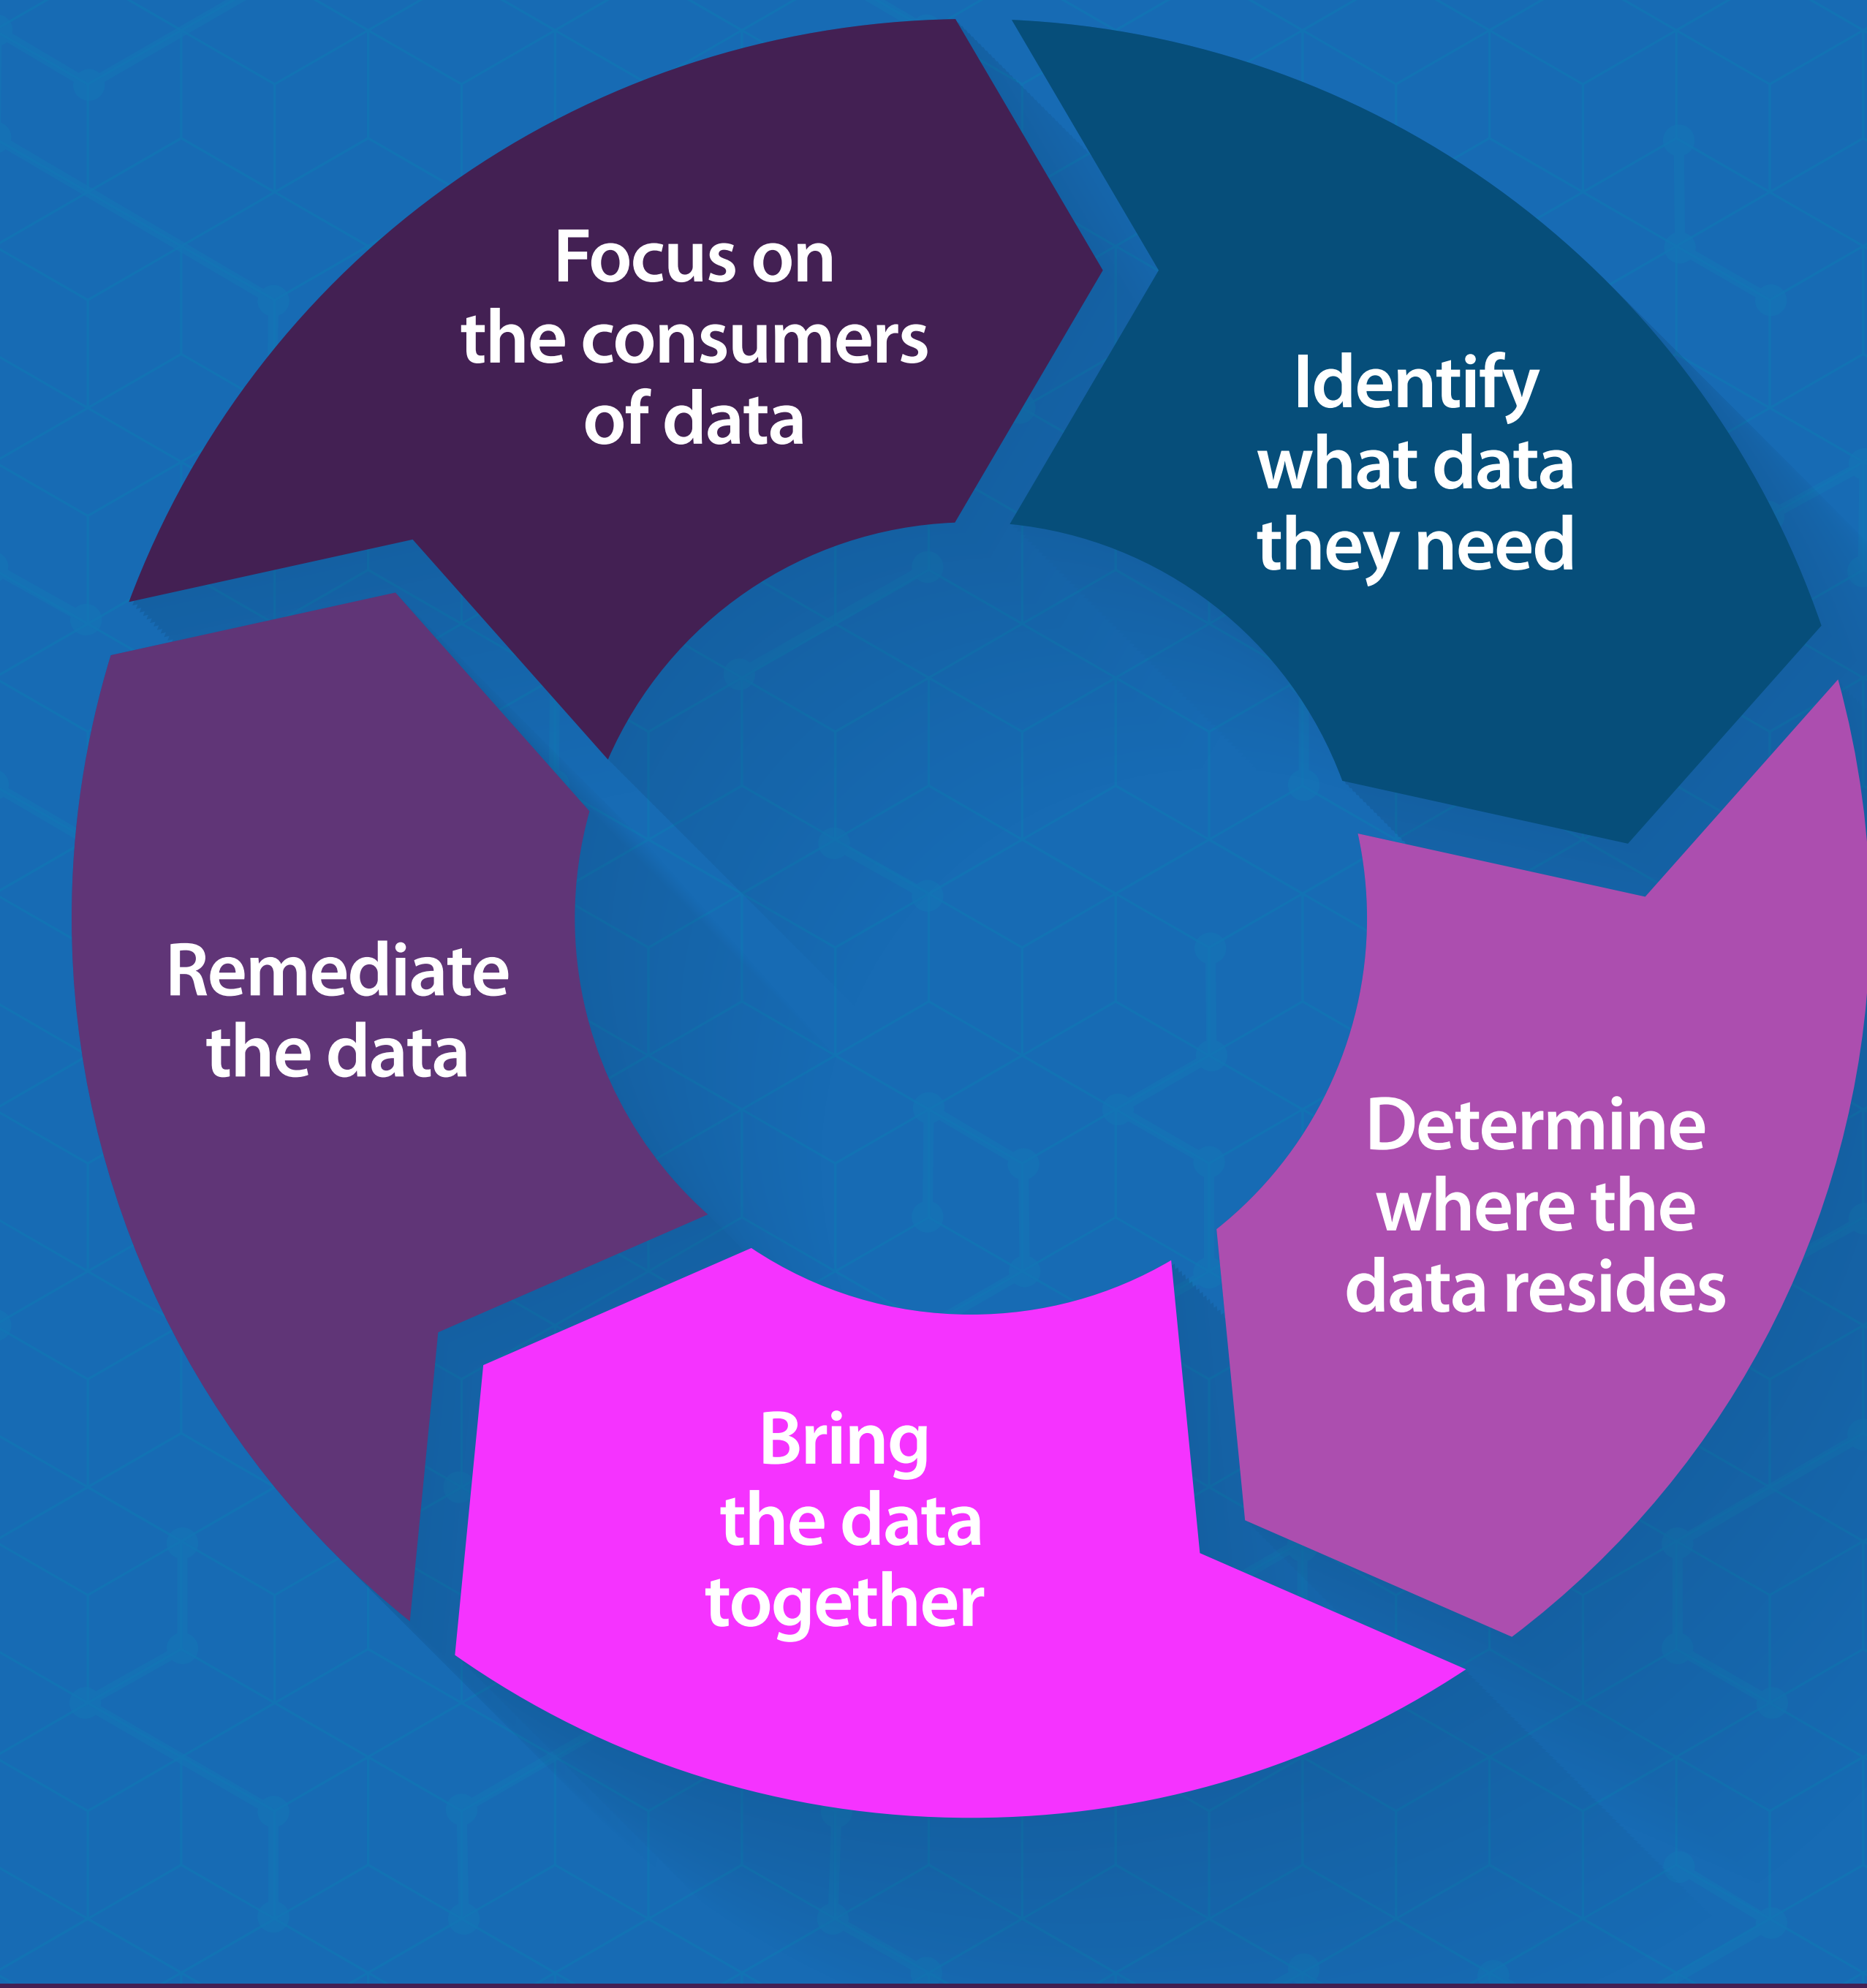 Focus on
the consumers
of data
Identify
what data
they need
Determine
where the
data resides
Bring
the data
together
Remediate
the data